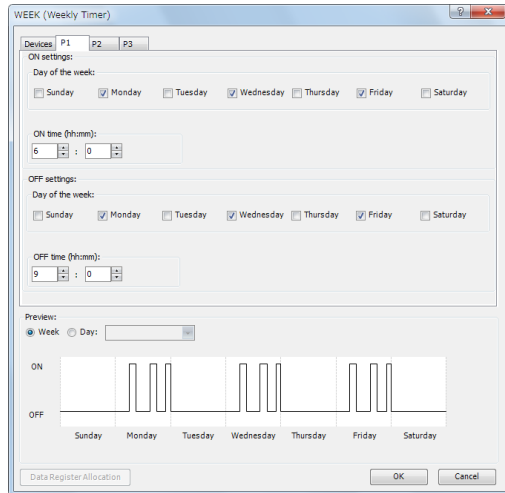 WEEK (Weekly Timer)
Devices P1 P2 P3
ON settings:
Day of the week:
Sunday Monday Tuesday Wednesday Thursday Friday Saturday
ON time (hh:mm):
6 : 0
OFF settings:
Day of the week:
Sunday Monday Tuesday Wednesday Thursday Friday Saturday
OFF time (hh:mm):
9 : 0
Preview:
Week Day:
ON
OFF
Sunday Monday Tuesday Wednesday Thursday Friday Saturday
Data Register Allocation OK Cancel